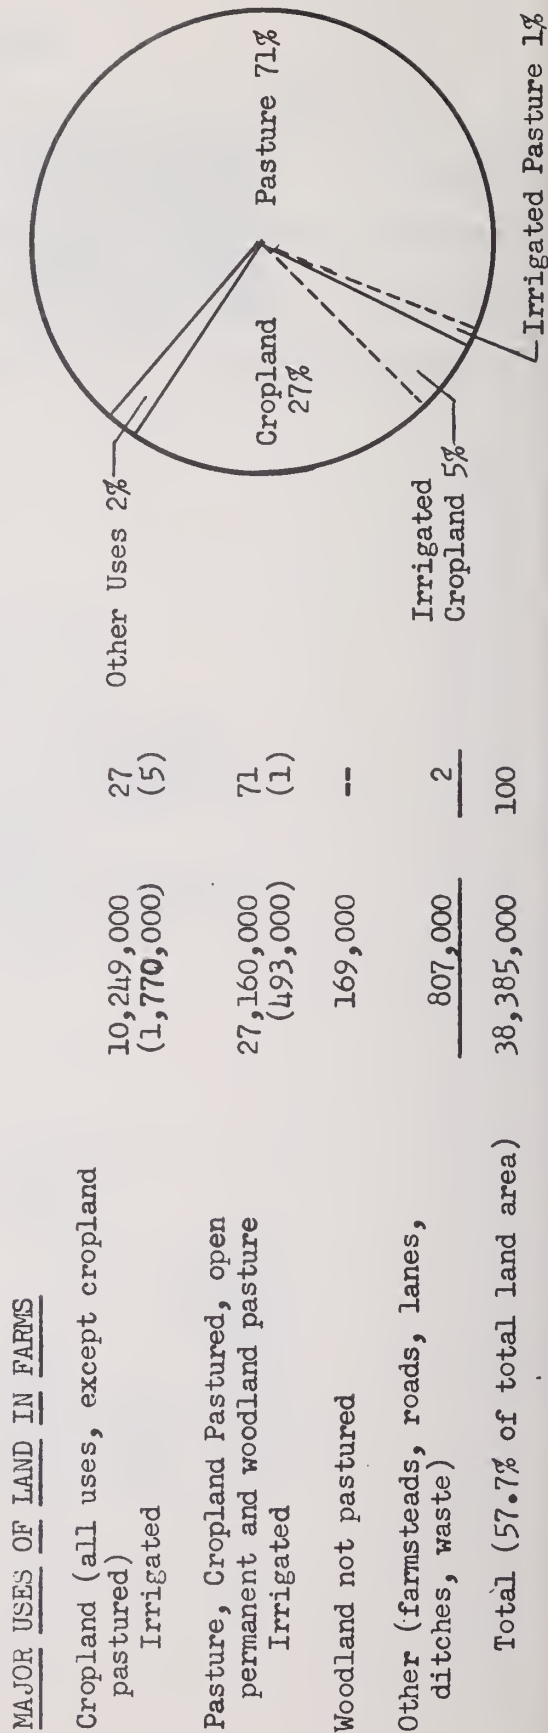 MAJOR USES OF LAND IN FARMS
Cropland (all uses, except cropland 10,249,000 27
pastured) (1,770,000) (5)
Irrigated
Pasture, Cropland Pastured, open 27,160,000 71
permanent and woodland pasture (493,000) (1)
Irrigated
Woodland not pastured 169,000 --
Other (farmsteads, roads, lanes, 807,000 2
ditches, waste)
Total (57.7% of total land area) 38,385,000 100
Other Uses 2%
Pasture 71%
Cropland
27%
Irrigated
Cropland 5%
Irrigated Pasture 1%